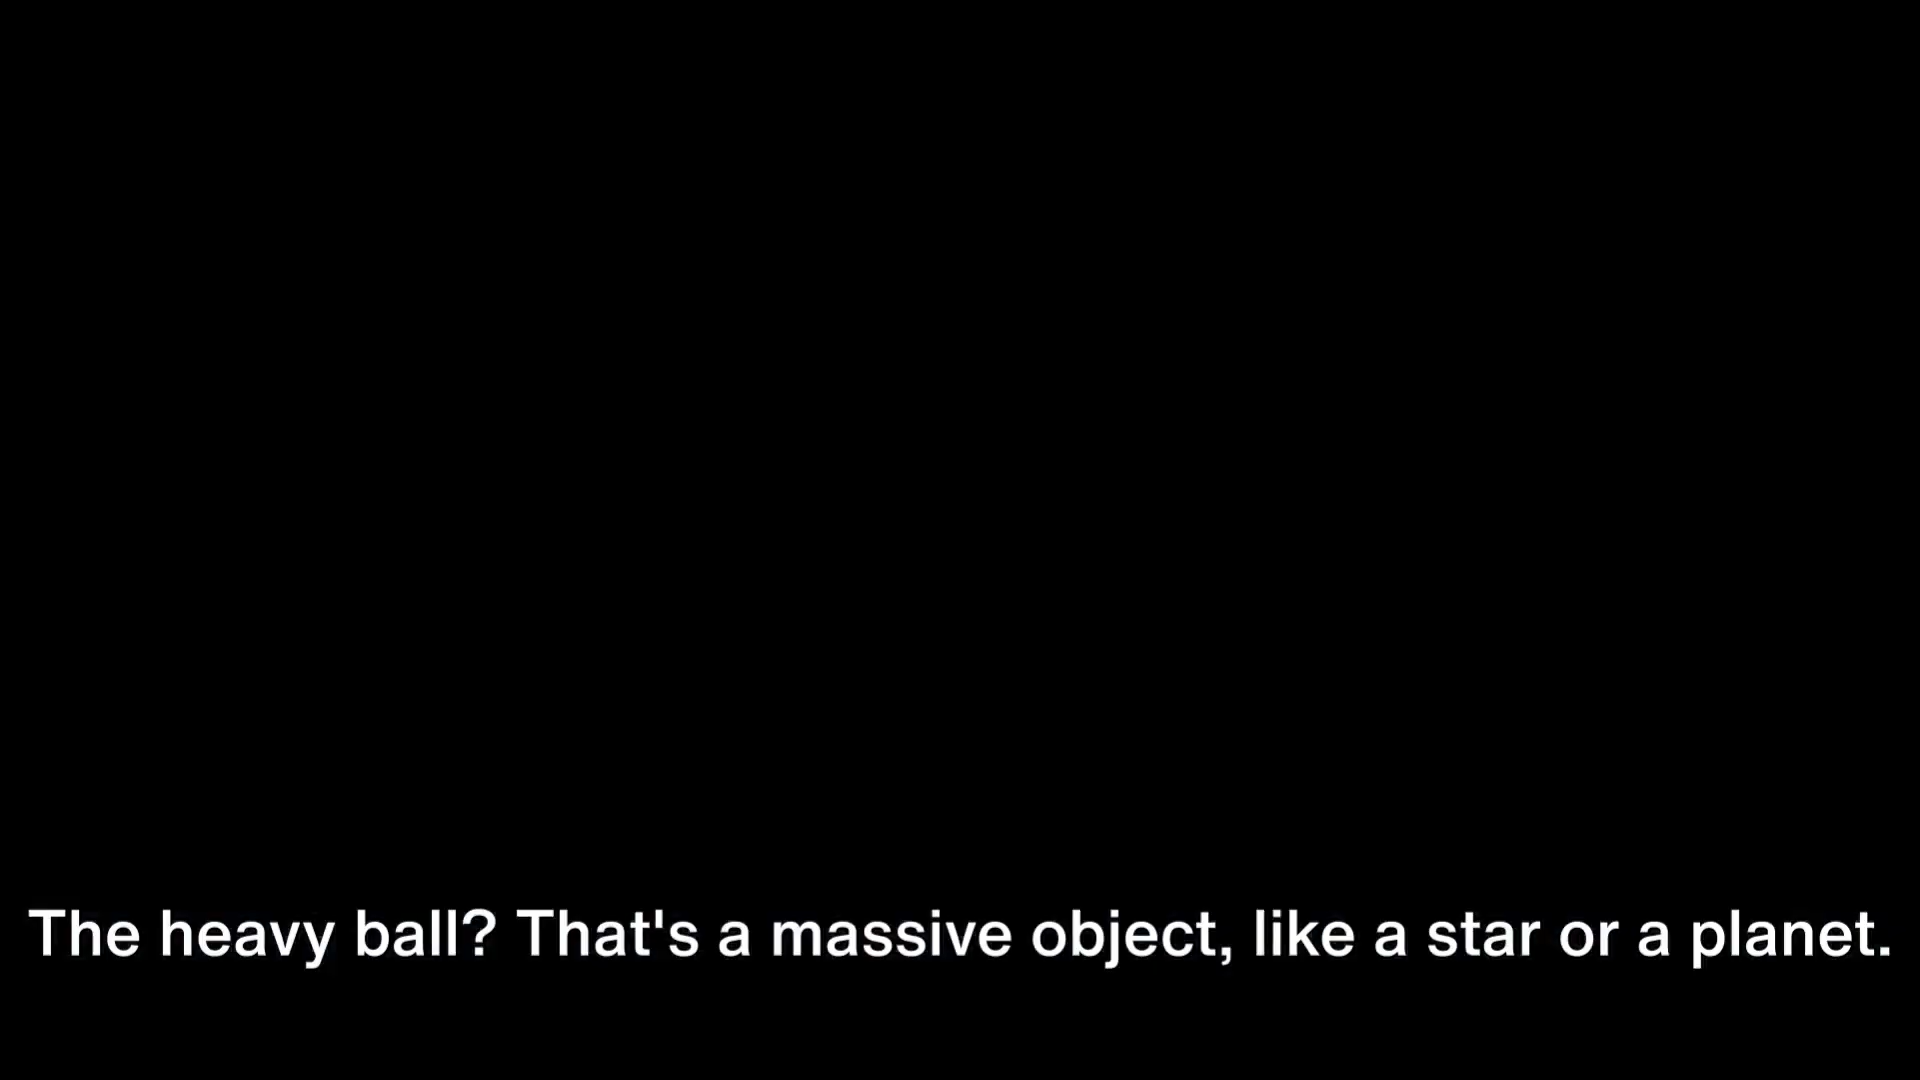 The heavy ball? That's a massive object, like a star or a planet.